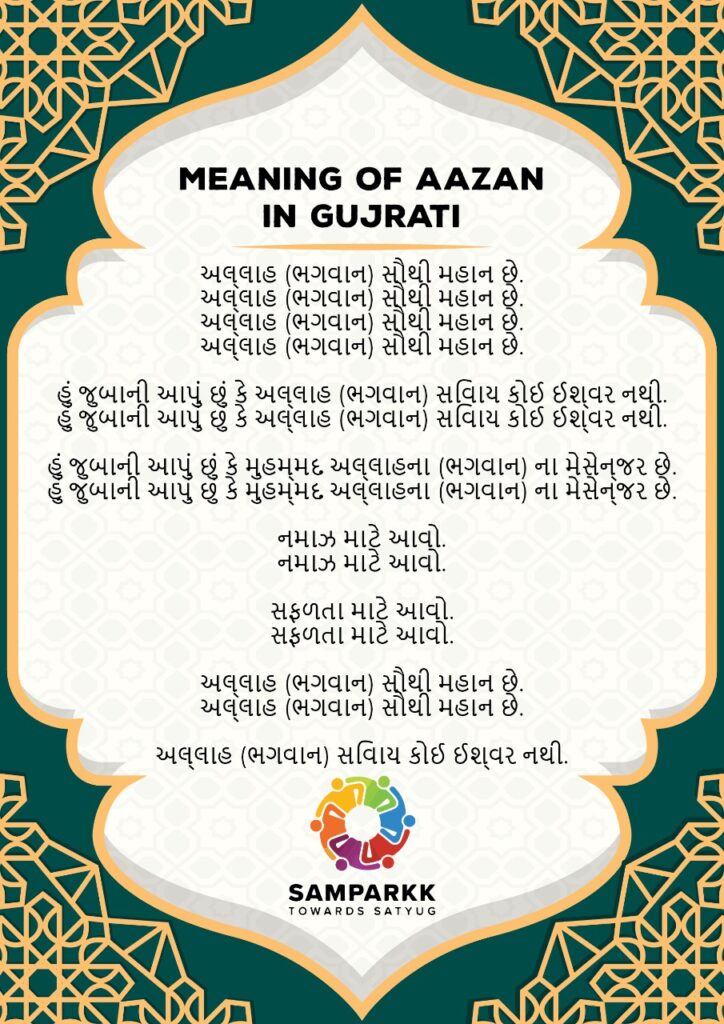 MEANING OF AAZAN
IN GUJRATI
અલ્લાહ (ભગવાન) સૌથી મહાન છે.
અલ્લાહ (ભગવાન) સૌથી મહાન છે.
અલ્લાહ (ભગવાન) સૌથી મહાન છે.
અલ્લાહ (ભગવાન) સૌથી મહાન છે.
હું જુબાની આપું છું કે અલ્લાહ (ભગવાન) સિવાય કોઈ ઈશ્વર નથી.
હું જુબાની આપું છું કે અલ્લાહ (ભગવાન) સિવાય કોઈ ઈશ્વર નથી.
હું જુબાની આપું છું કે મુહમ્મદ અલ્લાહના (ભગવાન) ના મેસેન્જર છે.
હું જુબાની આપું છું કે મુહમ્મદ અલ્લાહના (ભગવાન) ના મેસેન્જર છે.
નમાઝ માટે આવો.
નમાઝ માટે આવો.
સફળતા માટે આવો.
સફળતા માટે આવો.
અલ્લાહ (ભગવાન) સૌથી મહાન છે.
અલ્લાહ (ભગવાન) સૌથી મહાન છે.
અલ્લાહ (ભગવાન) સિવાય કોઈ ઈશ્વર નથી.
SAMPARKK
TOWARDS SATYUG